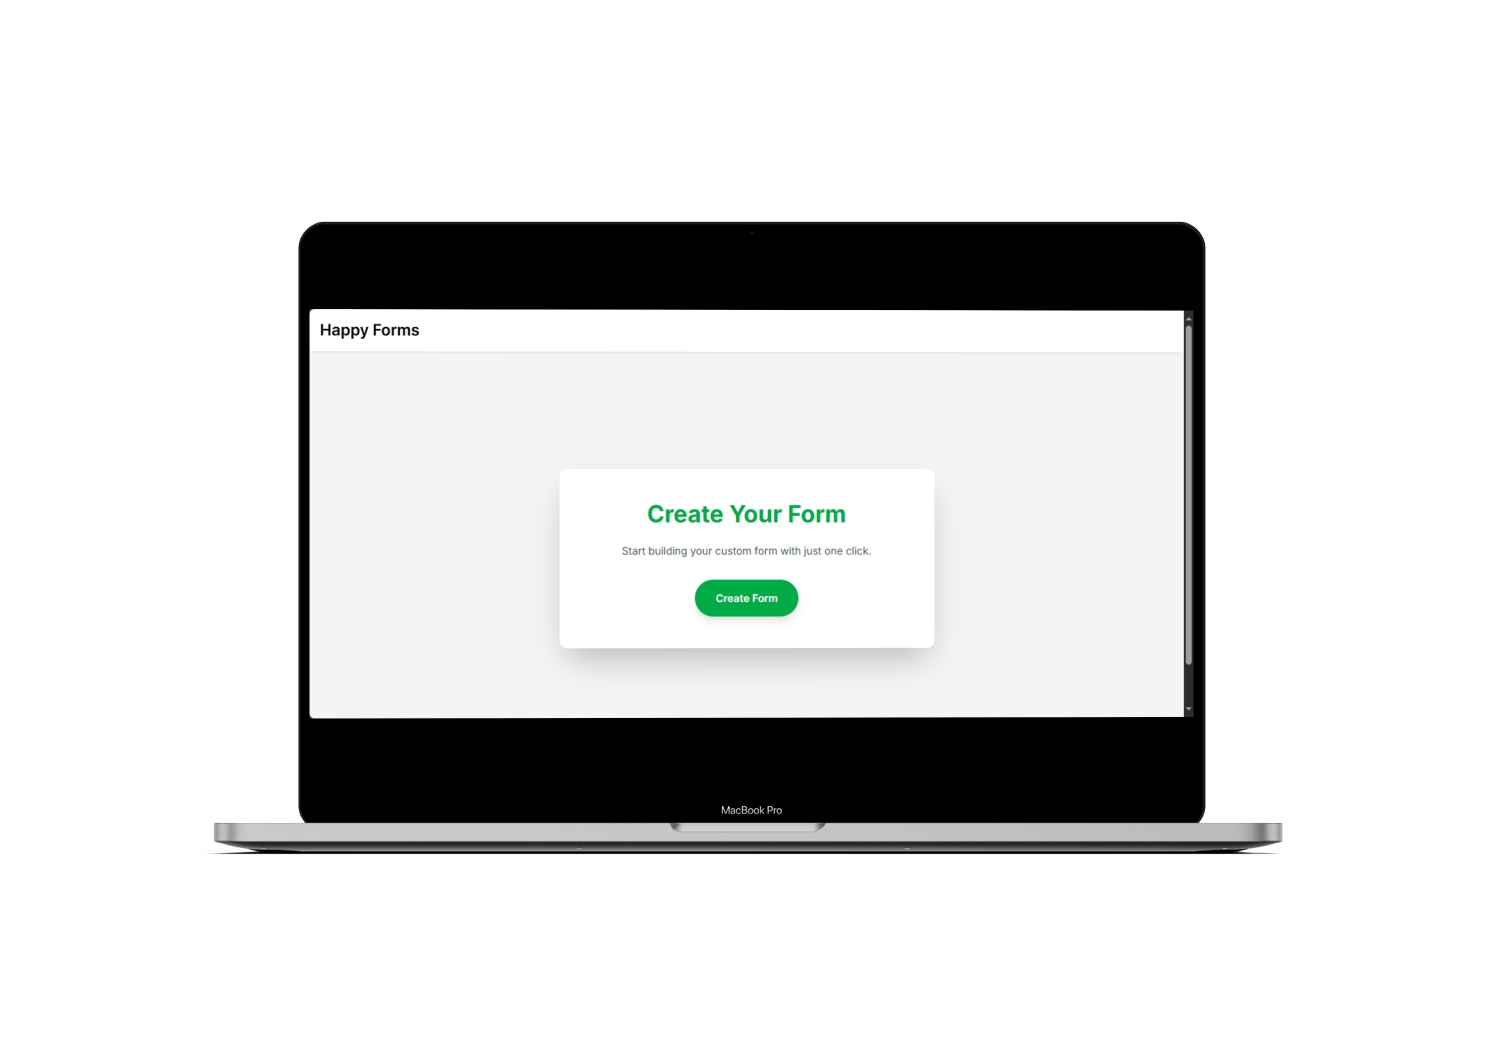 Happy Forms
Create Your Form
Start building your custom form with just one click.
Create Form
MacBook Pro